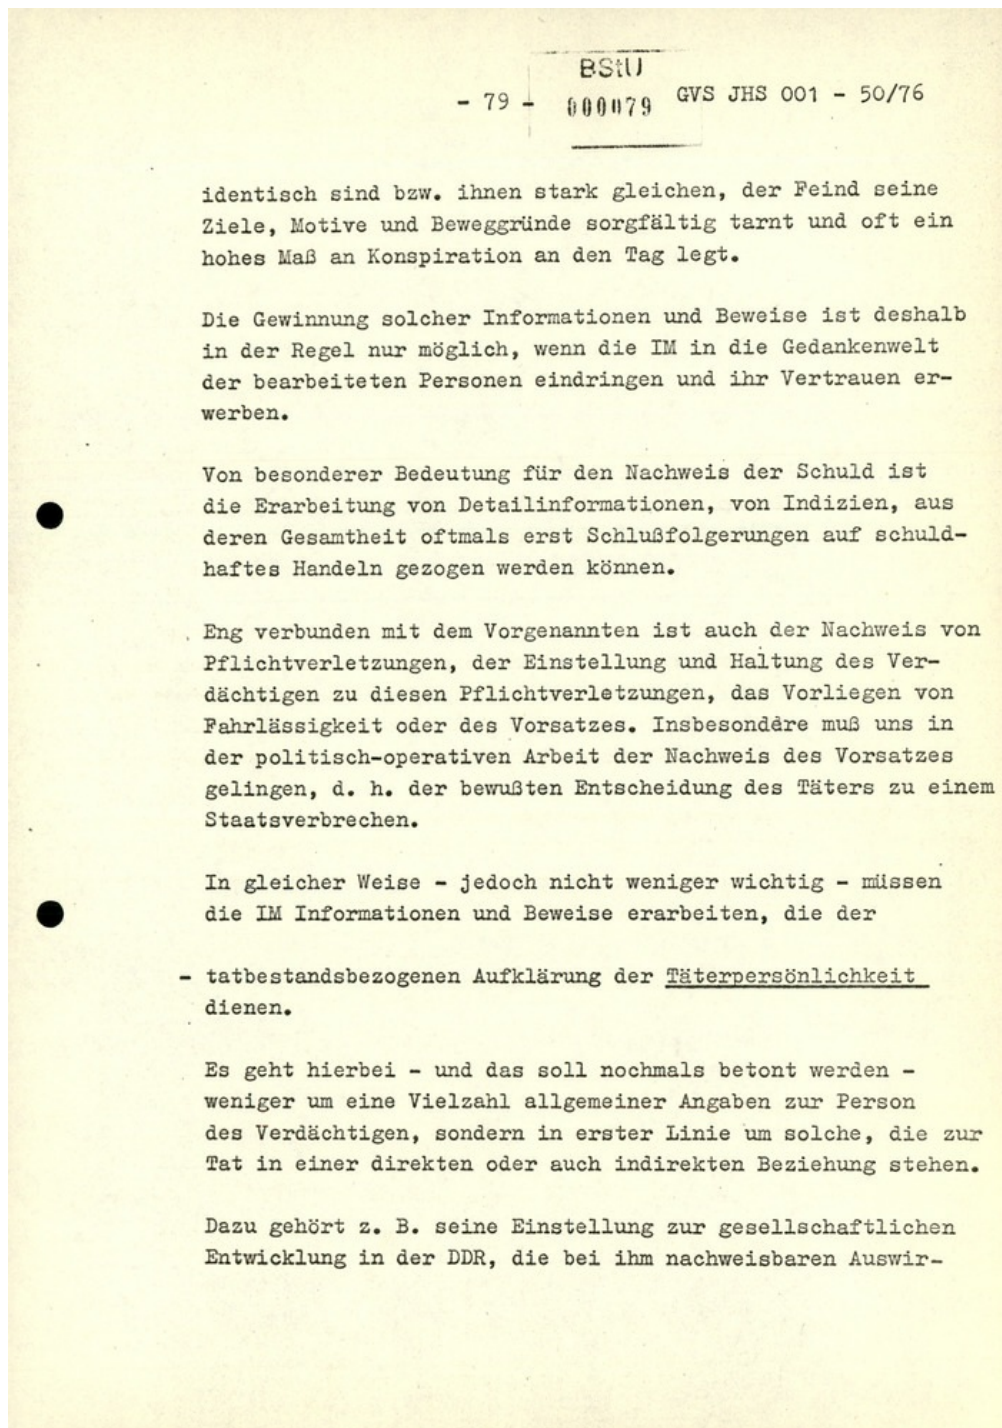 BStU
- 79 - 000079 GVS JHS 001 - 50/76
identisch sind bzw. ihnen stark gleichen, der Feind seine
Ziele, Motive und Beweggründe sorgfältig tarnt und oft ein
hohes Maß an Konspiration an den Tag legt.
Die Gewinnung solcher Informationen und Beweise ist deshalb
in der Regel nur möglich, wenn die IM in die Gedankenwelt
der bearbeiteten Personen eindringen und ihr Vertrauen er-
werben.
Von besonderer Bedeutung für den Nachweis der Schuld ist
die Erarbeitung von Detailinformationen, von Indizien, aus
deren Gesamtheit oftmals erst Schlußfolgerungen auf schuld-
haftes Handeln gezogen werden können.
Eng verbunden mit dem Vorgenannten ist auch der Nachweis von
Pflichtverletzungen, der Einstellung und Haltung des Ver-
dächtigen zu diesen Pflichtverletzungen, das Vorliegen von
Fahrlässigkeit oder des Vorsatzes. Insbesondere muß uns in
der politisch-operativen Arbeit der Nachweis des Vorsatzes
gelingen, d. h. der bewußten Entscheidung des Täters zu einem
Staatsverbrechen.
In gleicher Weise - jedoch nicht weniger wichtig - müssen
die IM Informationen und Beweise erarbeiten, die der
- tatbestandsbezogenen Aufklärung der Täterpersönlichkeit
dienen.
Es geht hierbei - und das soll nochmals betont werden -
weniger um eine Vielzahl allgemeiner Angaben zur Person
des Verdächtigen, sondern in erster Linie um solche, die zur
Tat in einer direkten oder auch indirekten Beziehung stehen.
Dazu gehört z. B. seine Einstellung zur gesellschaftlichen
Entwicklung in der DDR, die bei ihm nachweisbaren Auswir-